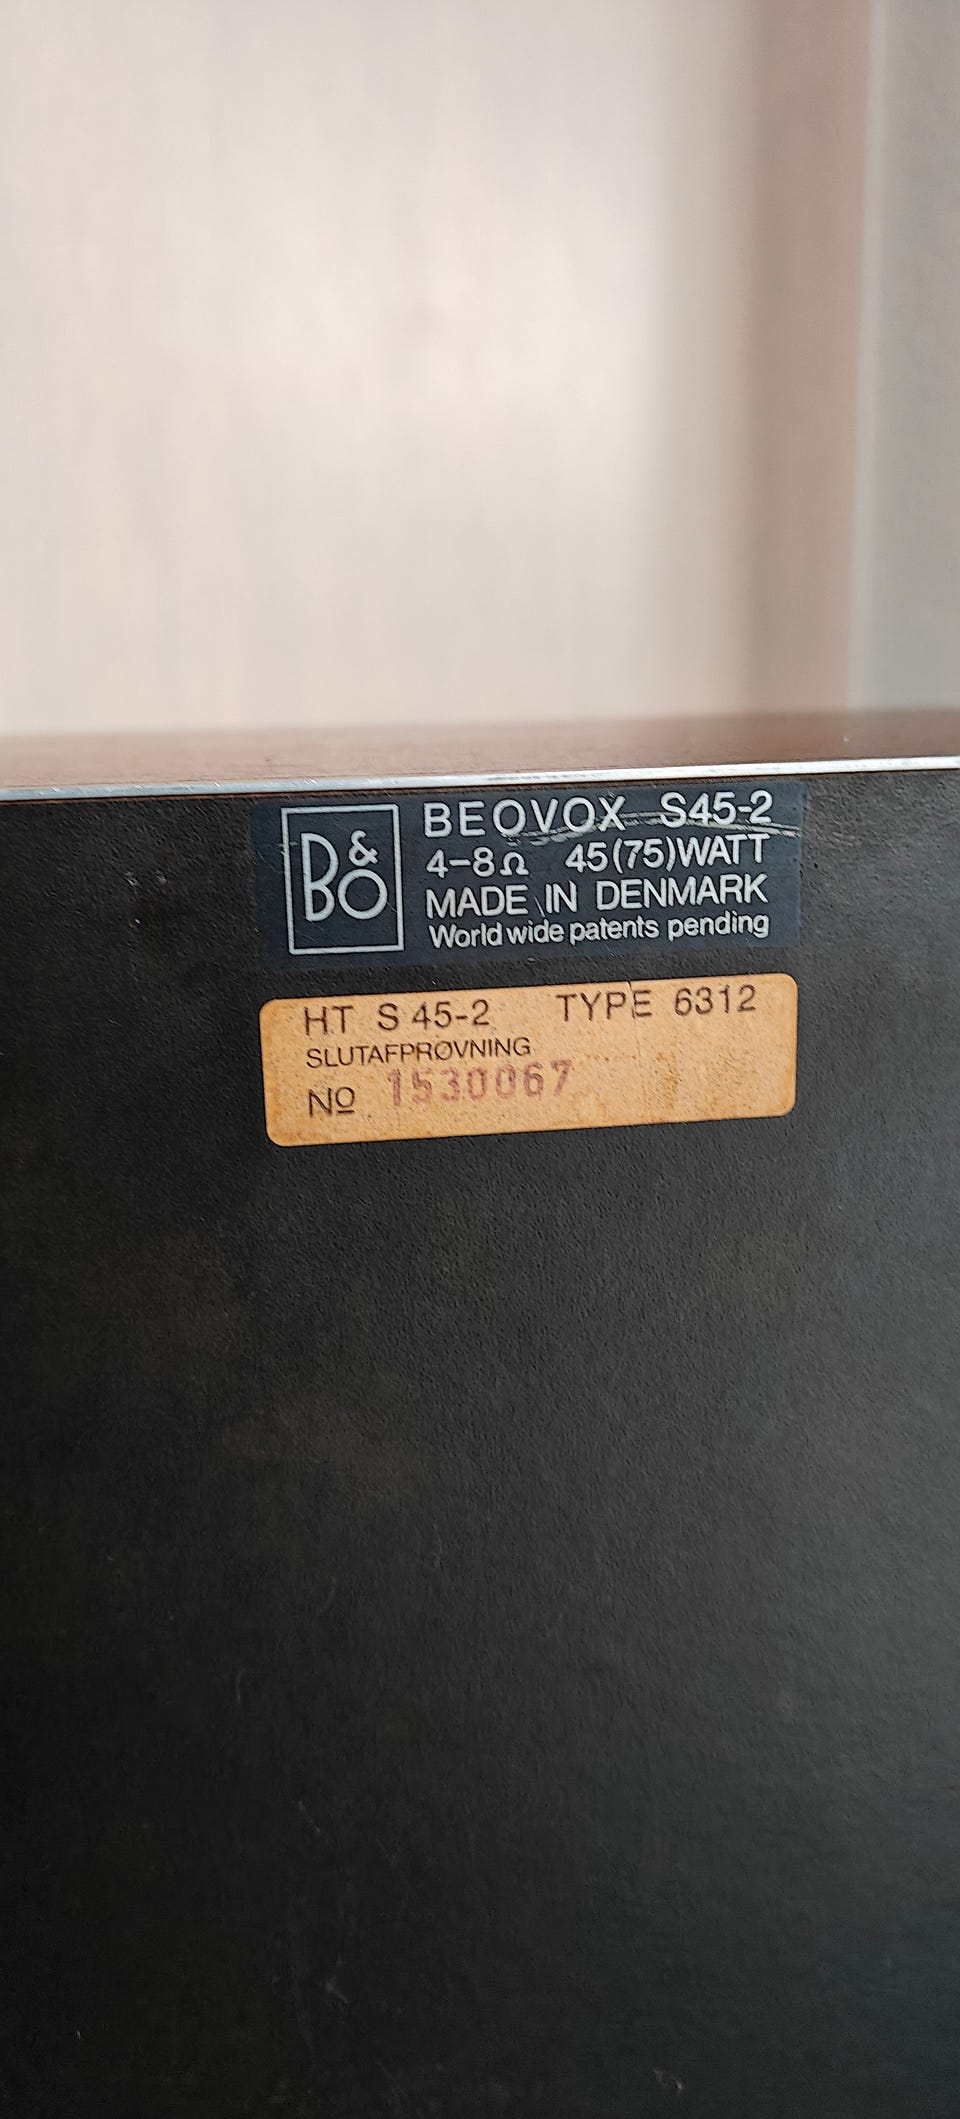 B&O
BEOVOX S45-2
4-8Ω 45(75)WATT
MADE IN DENMARK
World wide patents pending
HT S 45-2 TYPE 6312
SLUTAFPRØVNING
Nº 1530067